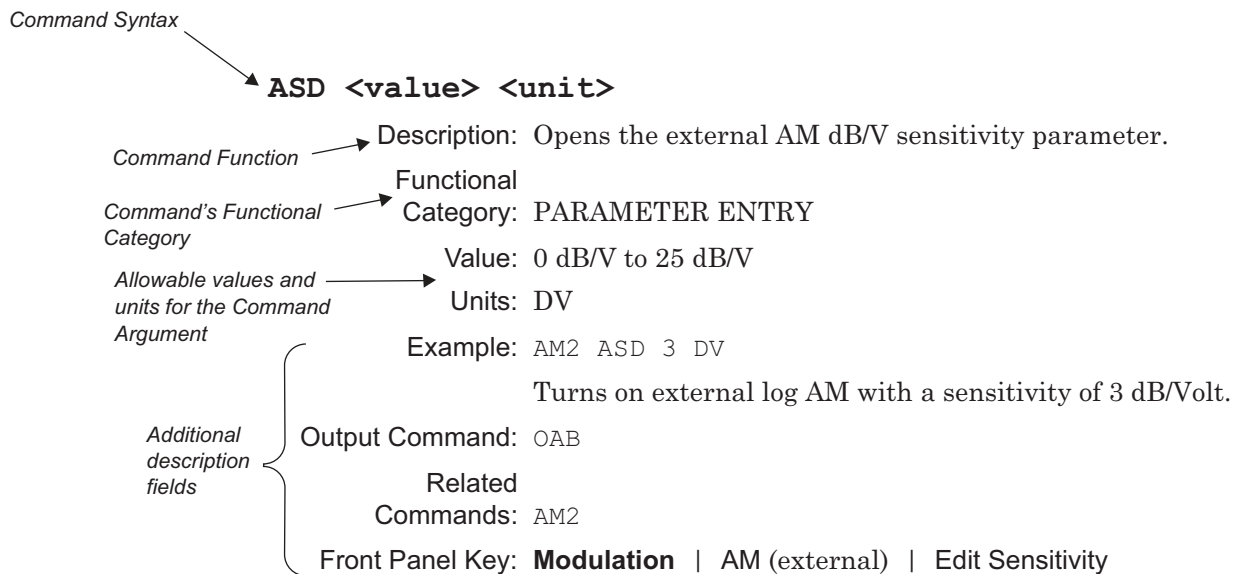 Command Syntax
ASD <value> <unit>
Command Function
Description: Opens the external AM dB/V sensitivity parameter.
Command's Functional
Category
Functional
Category: PARAMETER ENTRY
Allowable values and
units for the Command
Argument
Value: 0 dB/V to 25 dB/V
Units: DV
Additional
description
fields
Example: AM2 ASD 3 DV
Turns on external log AM with a sensitivity of 3 dB/Volt.
Output Command: OAB
Related
Commands: AM2
Front Panel Key: Modulation | AM (external) | Edit Sensitivity